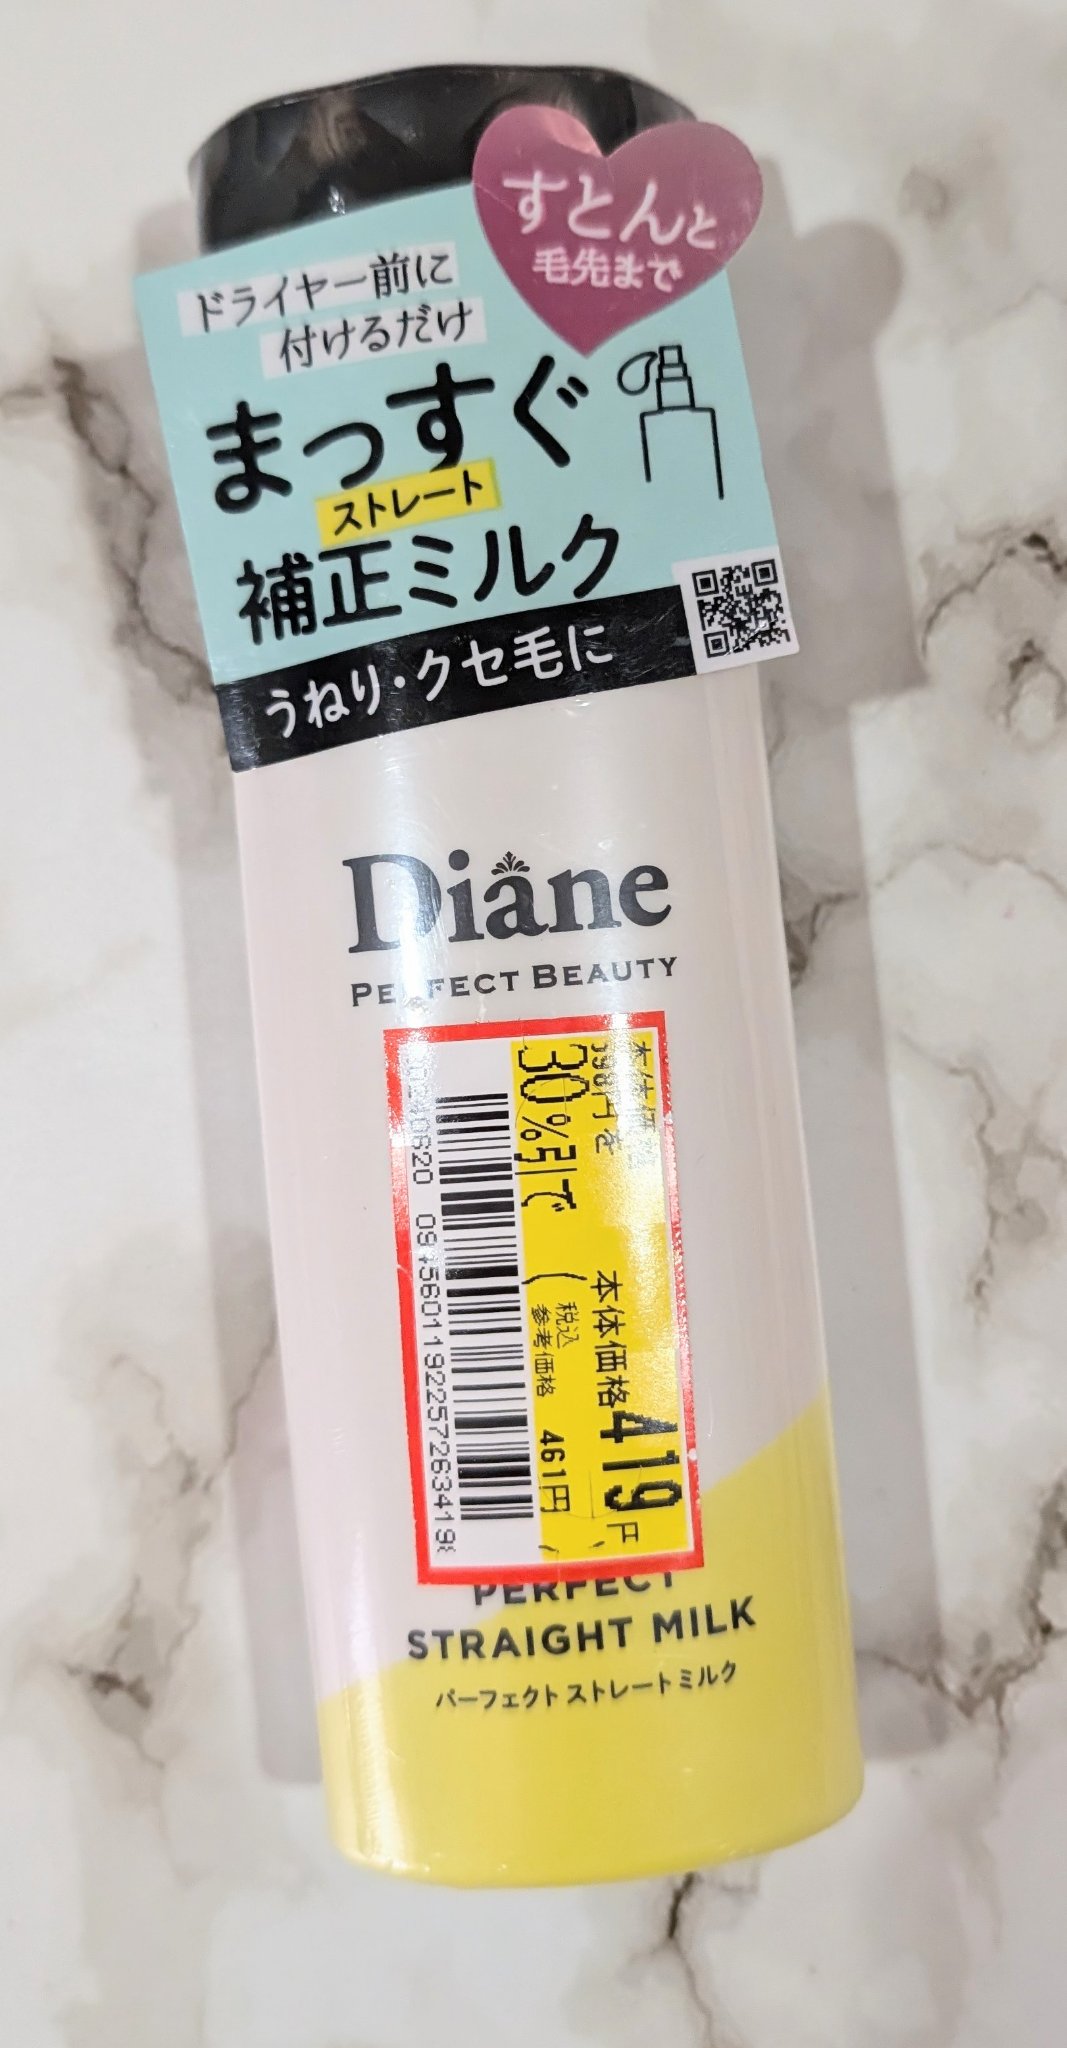 すとんと
毛先まで
ドライヤー前に
付けるだけ
まっすぐ
ストレート
補正ミルク
うねり・クセ毛に
Diane
PERFECT BEAUTY
30%引で
本体価格419円
税込
参考価格 461円
PERFECT
STRAIGHT MILK
パーフェクト ストレートミルク